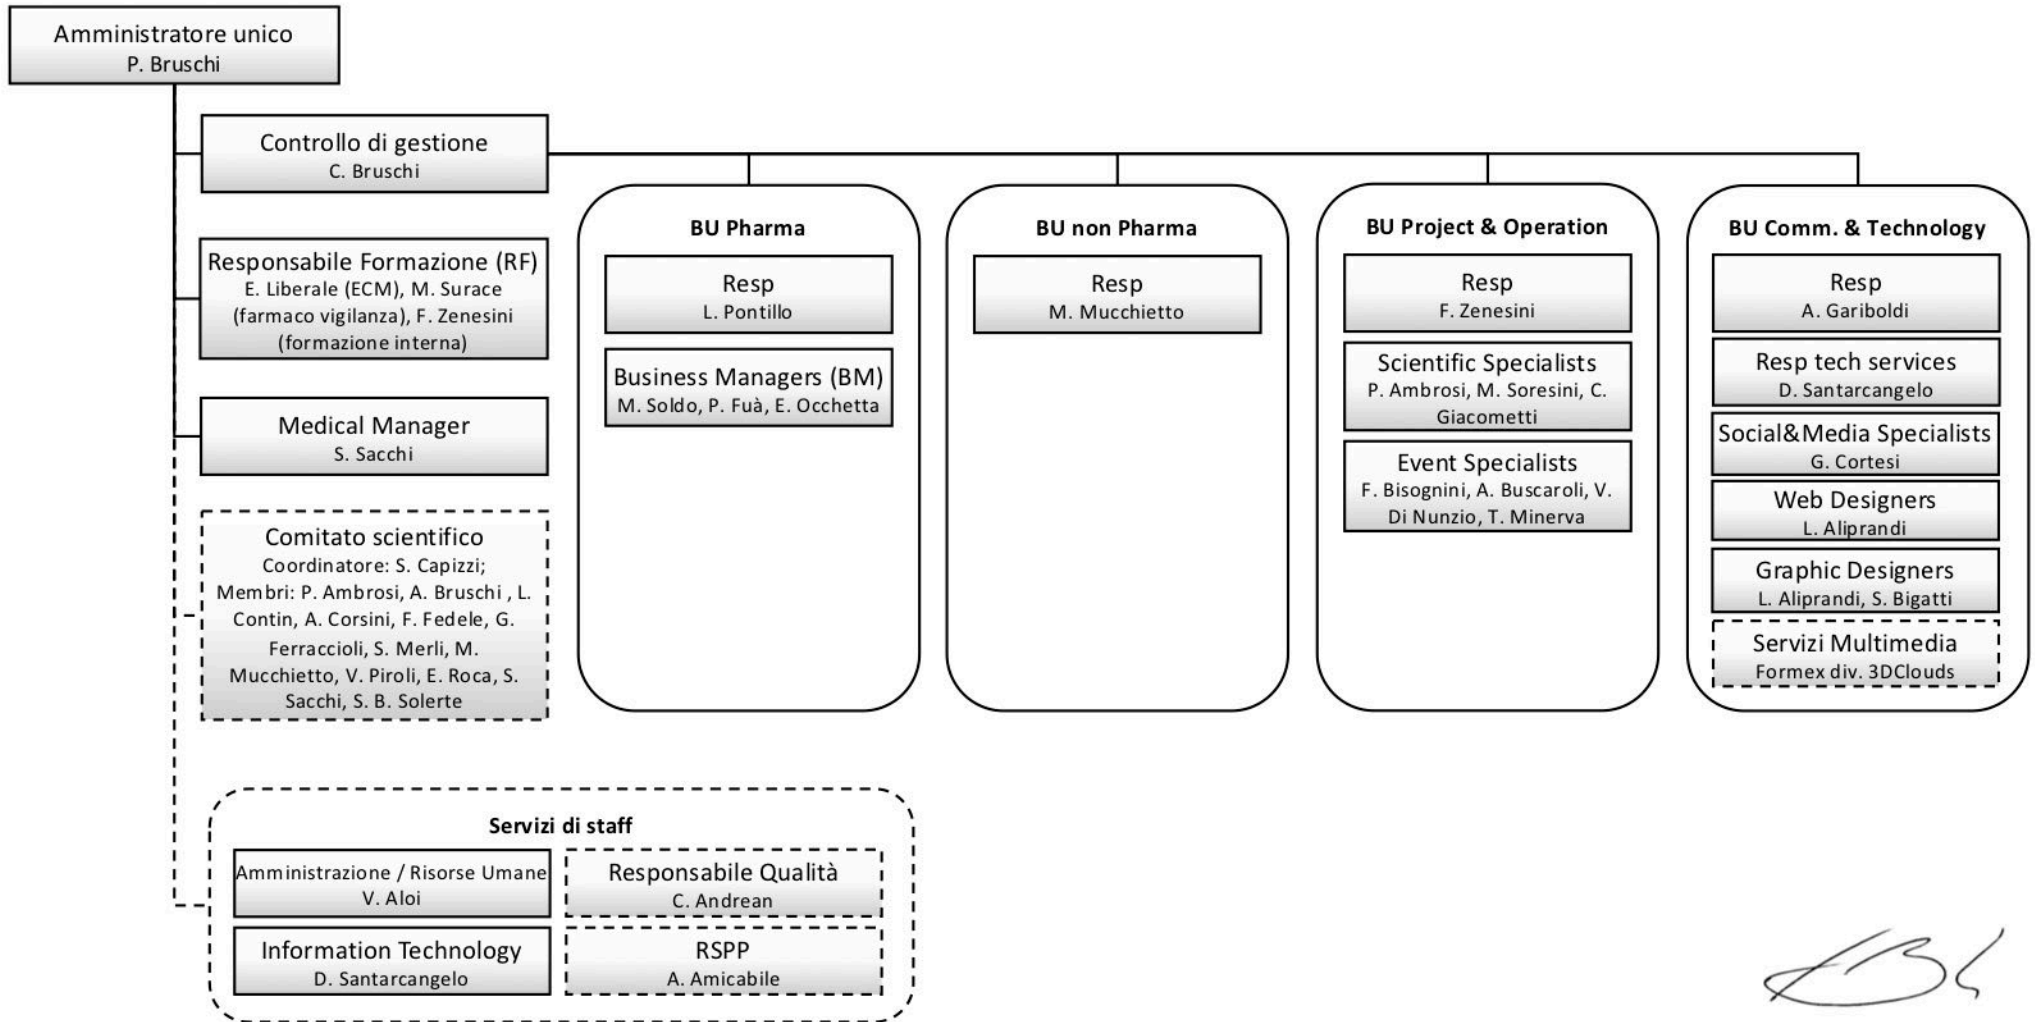 Amministratore unico
P. Bruschi
Controllo di gestione
C. Bruschi
Responsabile Formazione (RF)
E. Liberale (ECM), M. Surace
(farmaco vigilanza), F. Zenesini
(formazione interna)
Medical Manager
S. Sacchi
Comitato scientifico
Coordinatore: S. Capizzi;
Membri: P. Ambrosi, A. Bruschi , L.
Contin, A. Corsini, F. Fedele, G.
Ferraccioli, S. Merli, M.
Mucchietto, V. Piroli, E. Roca, S.
Sacchi, S. B. Solerte
BU Pharma
Resp
L. Pontillo
Business Managers (BM)
M. Soldo, P. Fuà, E. Occhetta
BU non Pharma
Resp
M. Mucchietto
BU Project & Operation
Resp
F. Zenesini
Scientific Specialists
P. Ambrosi, M. Soresini, C.
Giacometti
Event Specialists
F. Bisognini, A. Buscaroli, V.
Di Nunzio, T. Minerva
BU Comm. & Technology
Resp
A. Gariboldi
Resp tech services
D. Santarcangelo
Social&Media Specialists
G. Cortesi
Web Designers
L. Aliprandi
Graphic Designers
L. Aliprandi, S. Bigatti
Servizi Multimedia
Formex div. 3DClouds
Servizi di staff
Amministrazione / Risorse Umane
V. Aloi
Responsabile Qualità
C. Andrean
Information Technology
D. Santarcangelo
RSPP
A. Amicabile